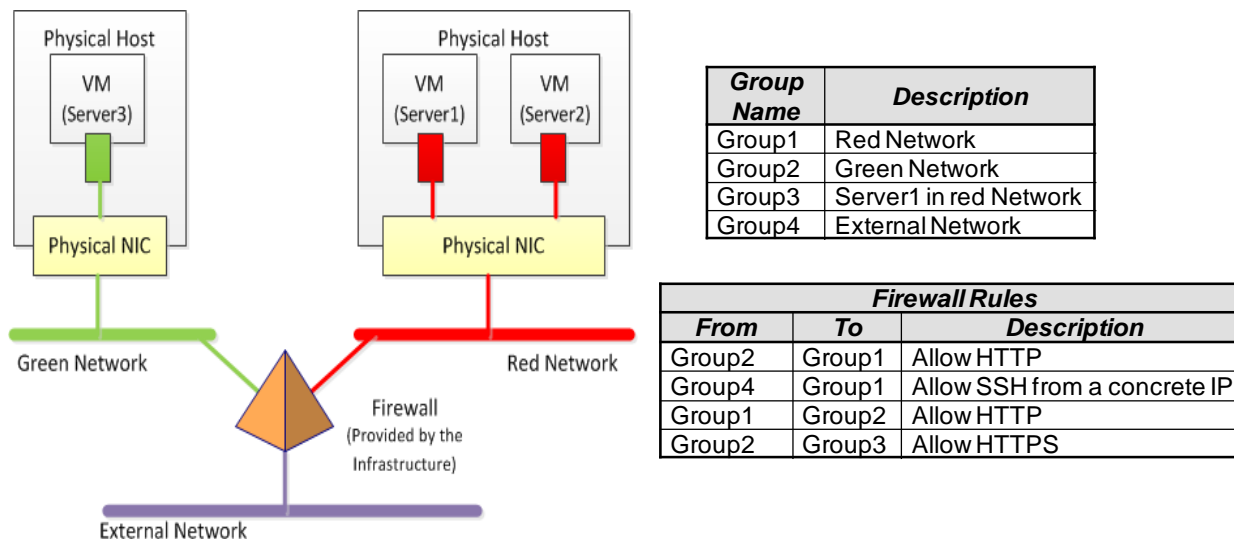 Physical Host
VM
(Server3)
Physical NIC
Physical Host
VM
(Server1)
VM
(Server2)
Physical NIC
Green Network
Red Network
Firewall
(Provided by the
Infrastructure)
External Network
Group
Name
Description
Group1 Red Network
Group2 Green Network
Group3 Server1 in red Network
Group4 External Network
Firewall Rules
From To Description
Group2 Group1 Allow HTTP
Group4 Group1 Allow SSH from a concrete IP
Group1 Group2 Allow HTTP
Group2 Group3 Allow HTTPS